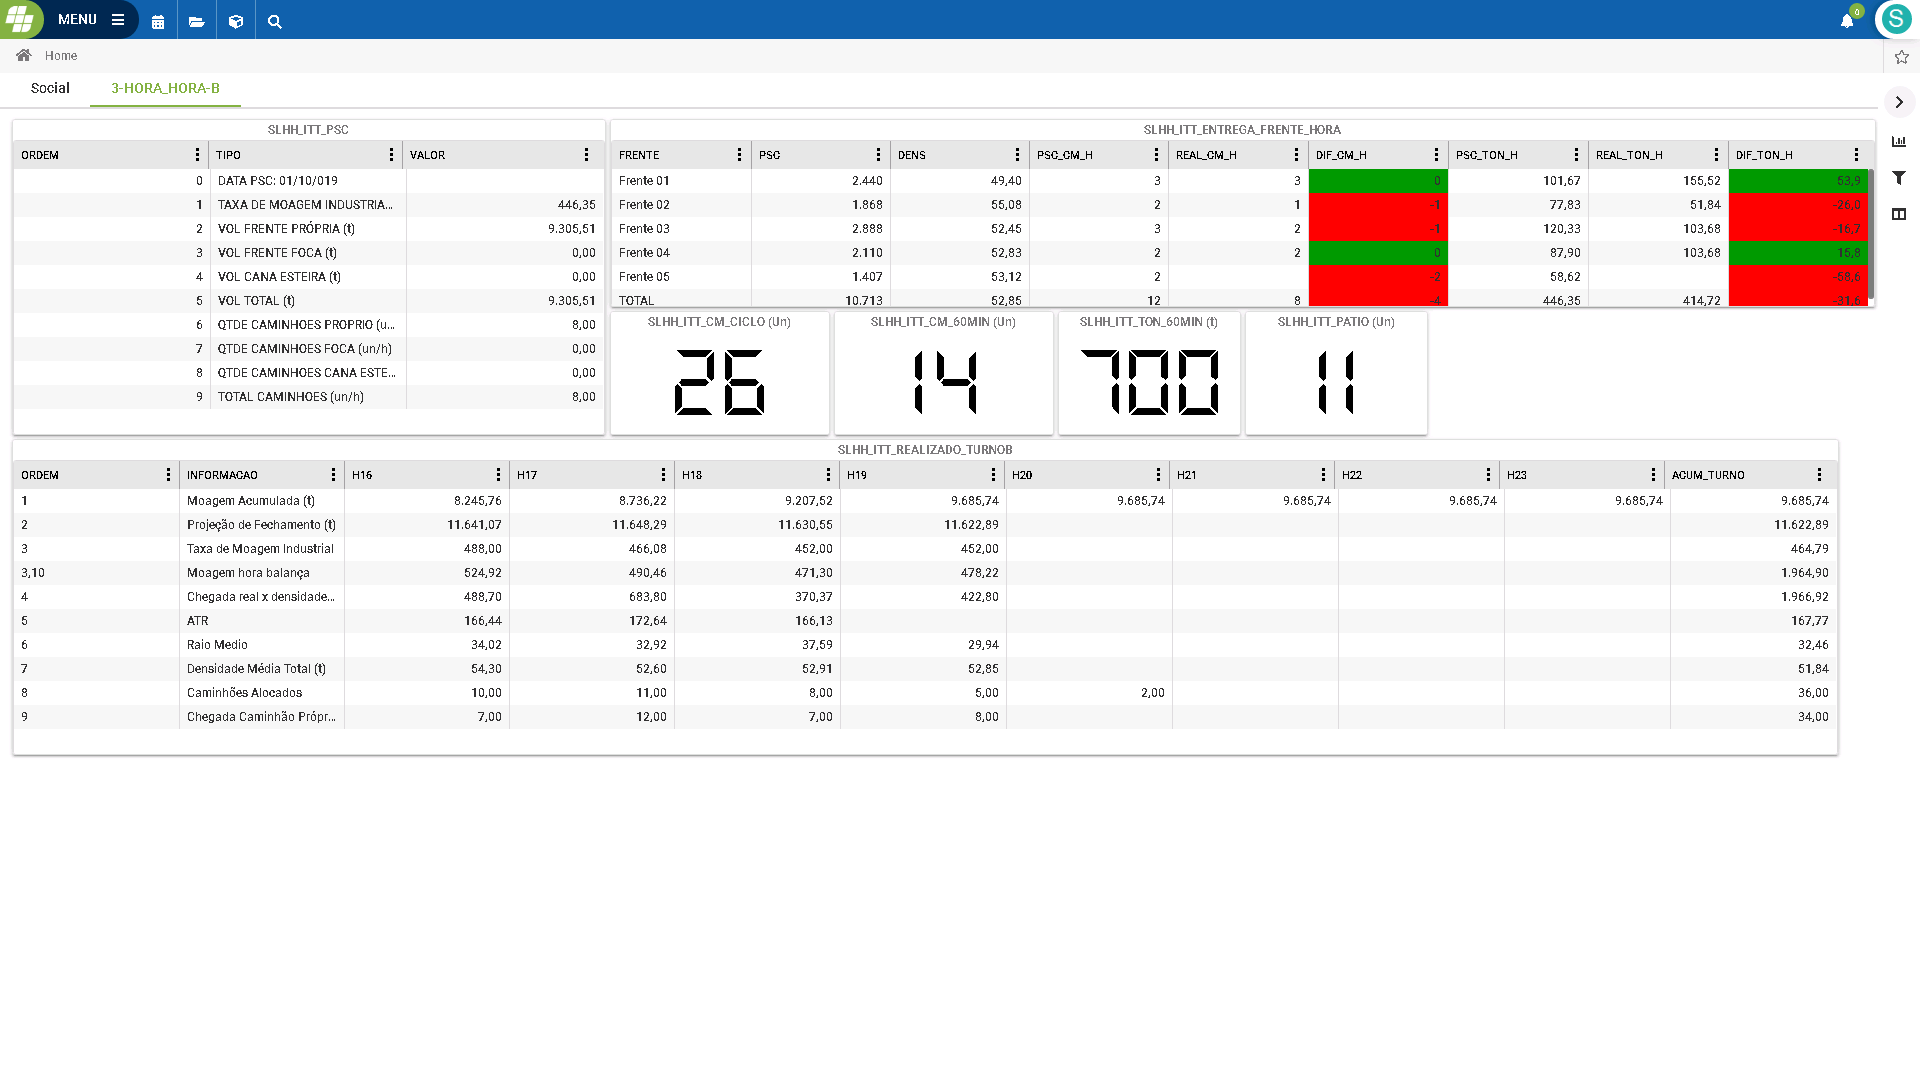 MENU
0
S
Home
Social 3-HORA_HORA-B
SLHH_ITT_PSC
ORDEM TIPO VALOR
0 DATA PSC: 01/10/019
1 TAXA DE MOAGEM INDUSTRIA... 446,35
2 VOL FRENTE PRÓPRIA (t) 9.305,51
3 VOL FRENTE FOCA (t) 0,00
4 VOL CANA ESTEIRA (t) 0,00
5 VOL TOTAL (t) 9.305,51
6 QTDE CAMINHOES PROPRIO (u... 8,00
7 QTDE CAMINHOES FOCA (un/h) 0,00
8 QTDE CAMINHOES CANA ESTE... 0,00
9 TOTAL CAMINHOES (un/h) 8,00
SLHH_ITT_ENTREGA_FRENTE_HORA
FRENTE PSC DENS PSC_CM_H REAL_CM_H DIF_CM_H PSC_TON_H REAL_TON_H DIF_TON_H
Frente 01 2.440 49,40 3 3 0 101,67 155,52 53,9
Frente 02 1.868 55,08 2 1 -1 77,83 51,84 -26,0
Frente 03 2.888 52,45 3 2 -1 120,33 103,68 -16,7
Frente 04 2.110 52,83 2 2 0 87,90 103,68 15,8
Frente 05 1.407 53,12 2 -2 58,62 -58,6
TOTAL 10.713 52,85 12 8 -4 446,35 414,72 -31,6
SLHH_ITT_CM_CICLO (Un)
26
SLHH_ITT_CM_60MIN (Un)
14
SLHH_ITT_TON_60MIN (t)
700
SLHH_ITT_PATIO (Un)
11
SLHH_ITT_REALIZADO_TURNOB
ORDEM INFORMACAO H16 H17 H18 H19 H20 H21 H22 H23 ACUM_TURNO
1 Moagem Acumulada (t) 8.245,76 8.736,22 9.207,52 9.685,74 9.685,74 9.685,74 9.685,74 9.685,74 9.685,74
2 Projeção de Fechamento (t) 11.641,07 11.648,29 11.630,55 11.622,89 11.622,89
3 Taxa de Moagem Industrial 488,00 466,08 452,00 452,00 464,79
3,10 Moagem hora balança 524,92 490,46 471,30 478,22 1.964,90
4 Chegada real x densidade... 488,70 683,80 370,37 422,80 1.966,92
5 ATR 166,44 172,64 166,13 167,77
6 Raio Medio 34,02 32,92 37,59 29,94 32,46
7 Densidade Média Total (t) 54,30 52,60 52,91 52,85 51,84
8 Caminhões Alocados 10,00 11,00 8,00 5,00 2,00 36,00
9 Chegada Caminhão Própr... 7,00 12,00 7,00 8,00 34,00